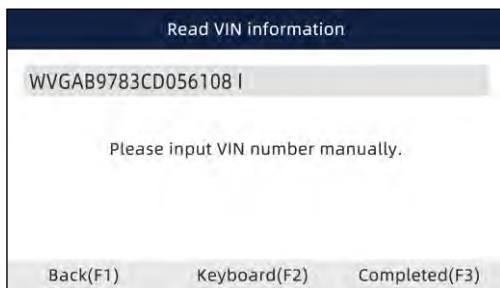 Read VIN information
WVGAB9783CD056108
Please input VIN number manually.
Back(F1) Keyboard(F2) Completed(F3)